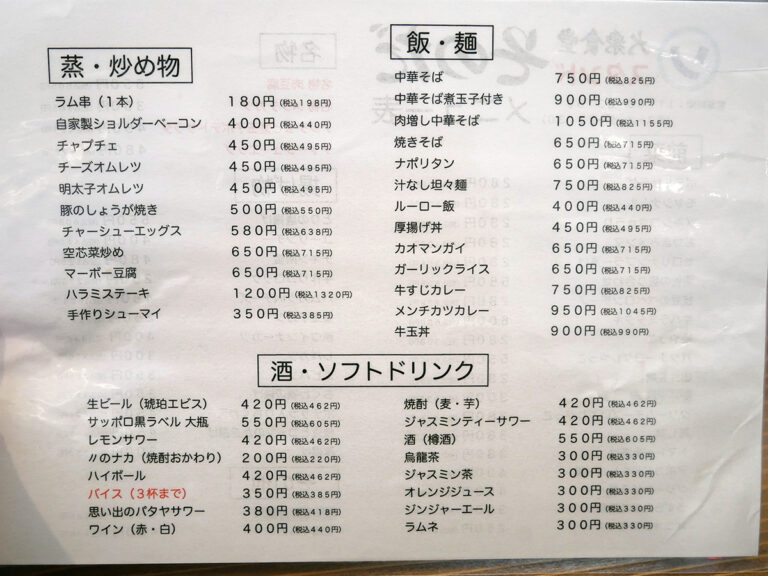 蒸・炒め物
ラム串（1本） 180円(税込198円)
自家製ショルダーベーコン 400円(税込440円)
チャプチェ 450円(税込495円)
チーズオムレツ 450円(税込495円)
明太子オムレツ 450円(税込495円)
豚のしょうが焼き 500円(税込550円)
チャーシューエッグス 580円(税込638円)
空芯菜炒め 650円(税込715円)
マーボー豆腐 650円(税込715円)
ハラミステーキ 1200円(税込1320円)
手作りシューマイ 350円(税込385円)
飯・麺
中華そば 750円(税込825円)
中華そば煮玉子付き 900円(税込990円)
肉増し中華そば 1050円(税込1155円)
焼きそば 650円(税込715円)
ナポリタン 650円(税込715円)
汁なし坦々麺 750円(税込825円)
ルーロー飯 400円(税込440円)
厚揚げ丼 450円(税込495円)
カオマンガイ 650円(税込715円)
ガーリックライス 650円(税込715円)
牛すじカレー 750円(税込825円)
メンチカツカレー 950円(税込1045円)
牛玉丼 900円(税込990円)
酒・ソフトドリンク
生ビール（琥珀エビス） 420円(税込462円)
サッポロ黒ラベル 大瓶 550円(税込605円)
レモンサワー 420円(税込462円)
〃のナカ（焼酎おかわり） 200円(税込220円)
ハイボール 420円(税込462円)
バイス（3杯まで） 350円(税込385円)
思い出のパタヤサワー 380円(税込418円)
ワイン（赤・白） 400円(税込440円)
焼酎（麦・芋） 420円(税込462円)
ジャスミンティーサワー 420円(税込462円)
酒（樽酒） 550円(税込605円)
烏龍茶 300円(税込330円)
ジャスミン茶 300円(税込330円)
オレンジジュース 300円(税込330円)
ジンジャーエール 300円(税込330円)
ラムネ 300円(税込330円)